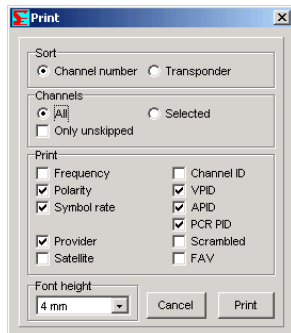 Print
Sort
Channel number Transponder
Channels
All Selected
Only unskipped
Print
Frequency Channel ID
Polarity VPID
Symbol rate APID
PCR PID
Provider Scrambled
Satellite FAV
Font height
4 mm Cancel Print